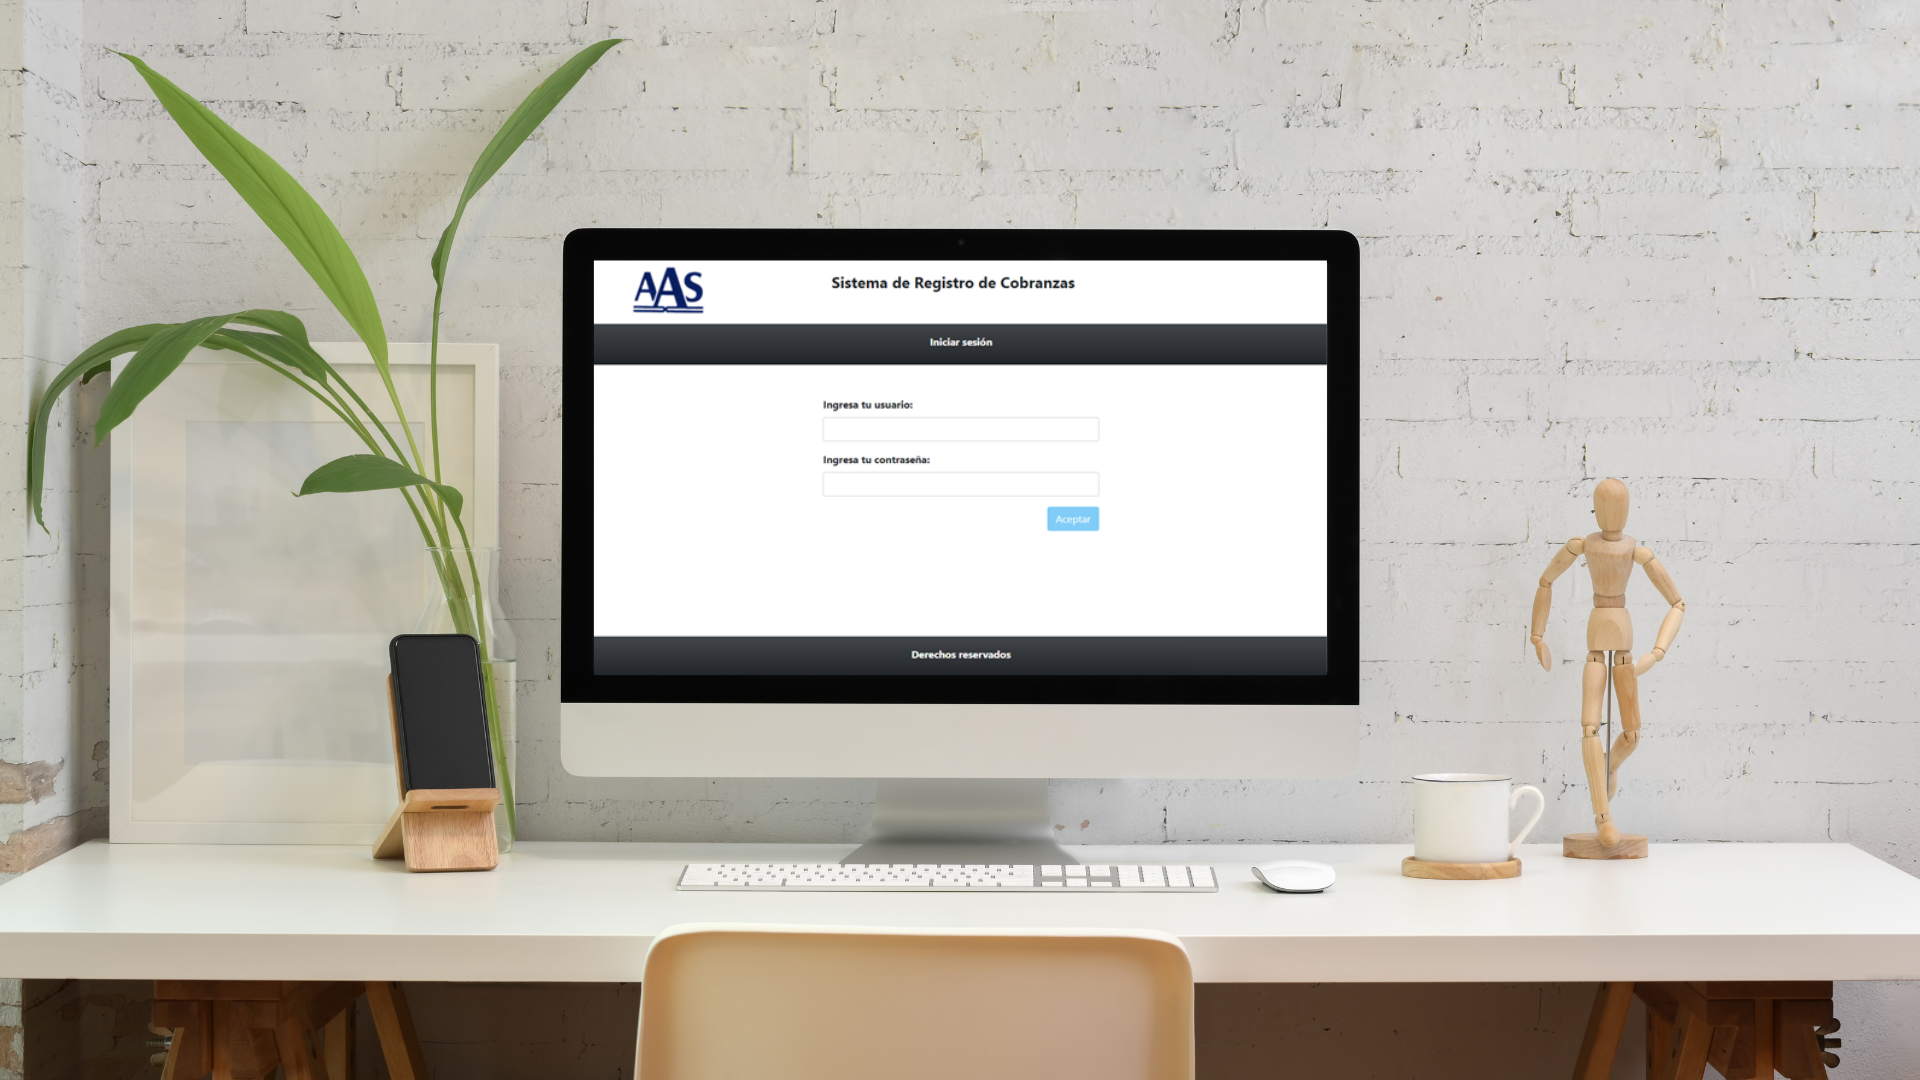 AAS
Sistema de Registro de Cobranzas
Iniciar sesión
Ingresa tu usuario:
Ingresa tu contraseña:
Aceptar
Derechos reservados